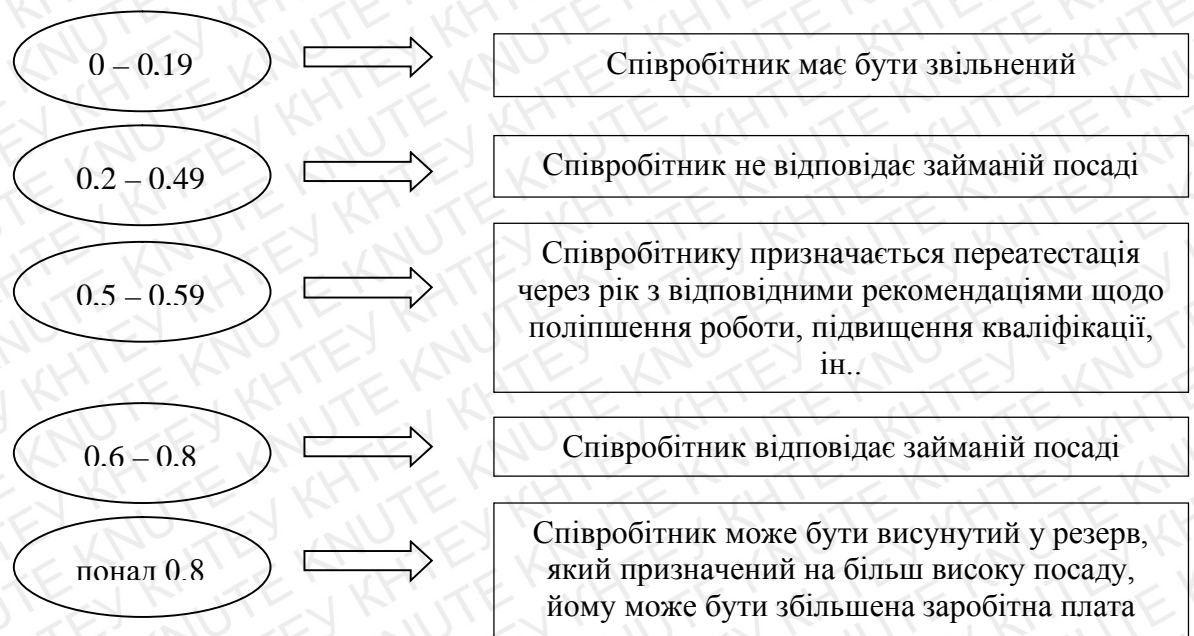 0 – 0,19
Співробітник має бути звільнений
0,2 – 0,49
Співробітник не відповідає займаній посаді
0,5 – 0,59
Співробітнику призначається переатестація
через рік з відповідними рекомендаціями щодо
поліпшення роботи, підвищення кваліфікації,
ін..
0,6 – 0,8
Співробітник відповідає займаній посаді
понад 0,8
Співробітник може бути висунутий у резерв,
який призначений на більш високу посаду,
йому може бути збільшена заробітна плата